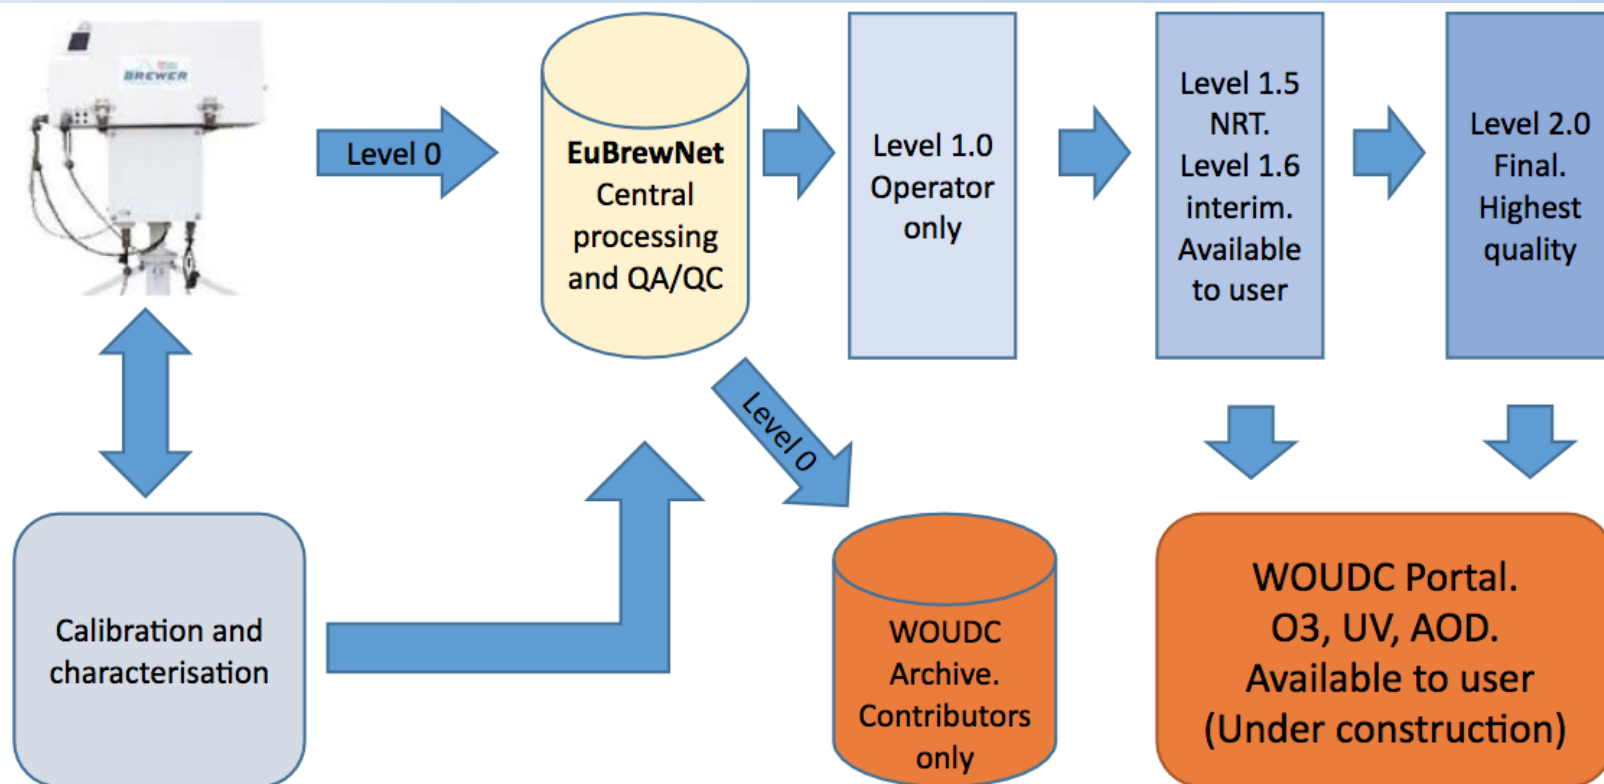 BREWER
Level 0
EuBrewNet
Central
processing
and QA/QC
Level 1.0
Operator
only
Level 1.5
NRT.
Level 1.6
interim.
Available
to user
Level 2.0
Final.
Highest
quality
Level 0
Calibration and
characterisation
WOUDC
Archive.
Contributors
only
WOUDC Portal.
O3, UV, AOD.
Available to user
(Under construction)